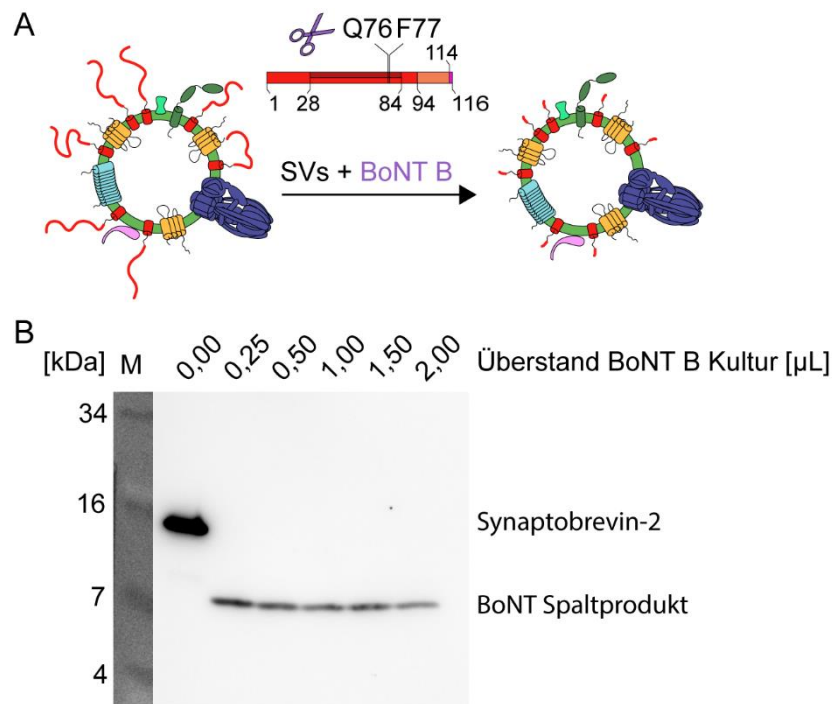 A
Q76 F77
114
1 28 84 94 116
SVs + BoNT B
B
[kDa] M 0,00 0,25 0,50 1,00 1,50 2,00 Überstand BoNT B Kultur [µL]
34
16
Synaptobrevin-2
7
BoNT Spaltprodukt
4